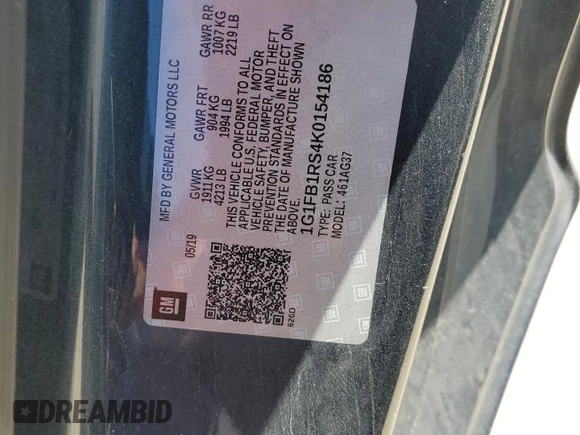 MFD BY GENERAL MOTORS LLC
05/19
GVWR GAWR FRT GAWR RR
1911 KG 904 KG 1007 KG
4213 LB 1994 LB 2219 LB
THIS VEHICLE CONFORMS TO ALL
APPLICABLE U.S. FEDERAL MOTOR
VEHICLE SAFETY, BUMPER, AND THEFT
PREVENTION STANDARDS IN EFFECT ON
THE DATE OF MANUFACTURE SHOWN
ABOVE.
1G1FB1RS4K0154186
TYPE: PASS CAR
MODEL: 461AG37
GM
DREAMBID